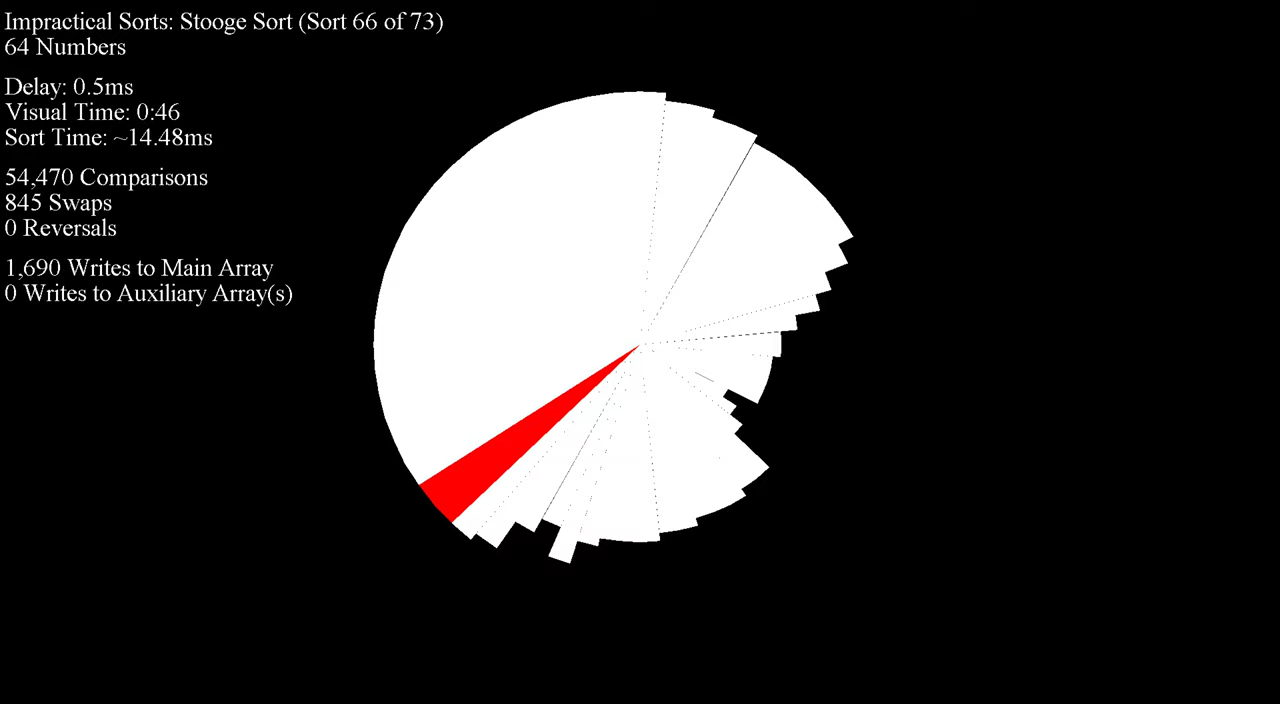 Impractical Sorts: Stooge Sort (Sort 66 of 73)
64 Numbers
Delay: 0.5ms
Visual Time: 0:46
Sort Time: ~14.48ms
54,470 Comparisons
845 Swaps
0 Reversals
1,690 Writes to Main Array
0 Writes to Auxiliary Array(s)